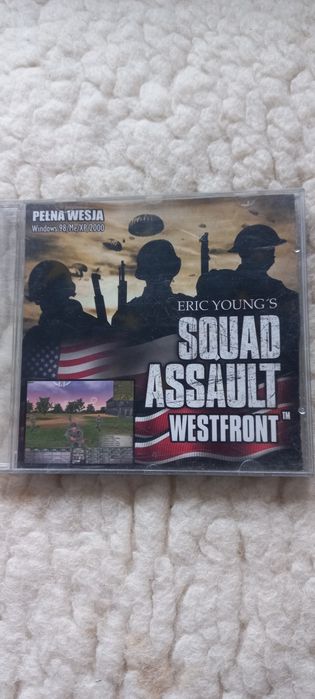 PEŁNA WESJA
Windows 98/Me/XP/2000
ERIC YOUNG'S
SQUAD
ASSAULT
WESTFRONT™